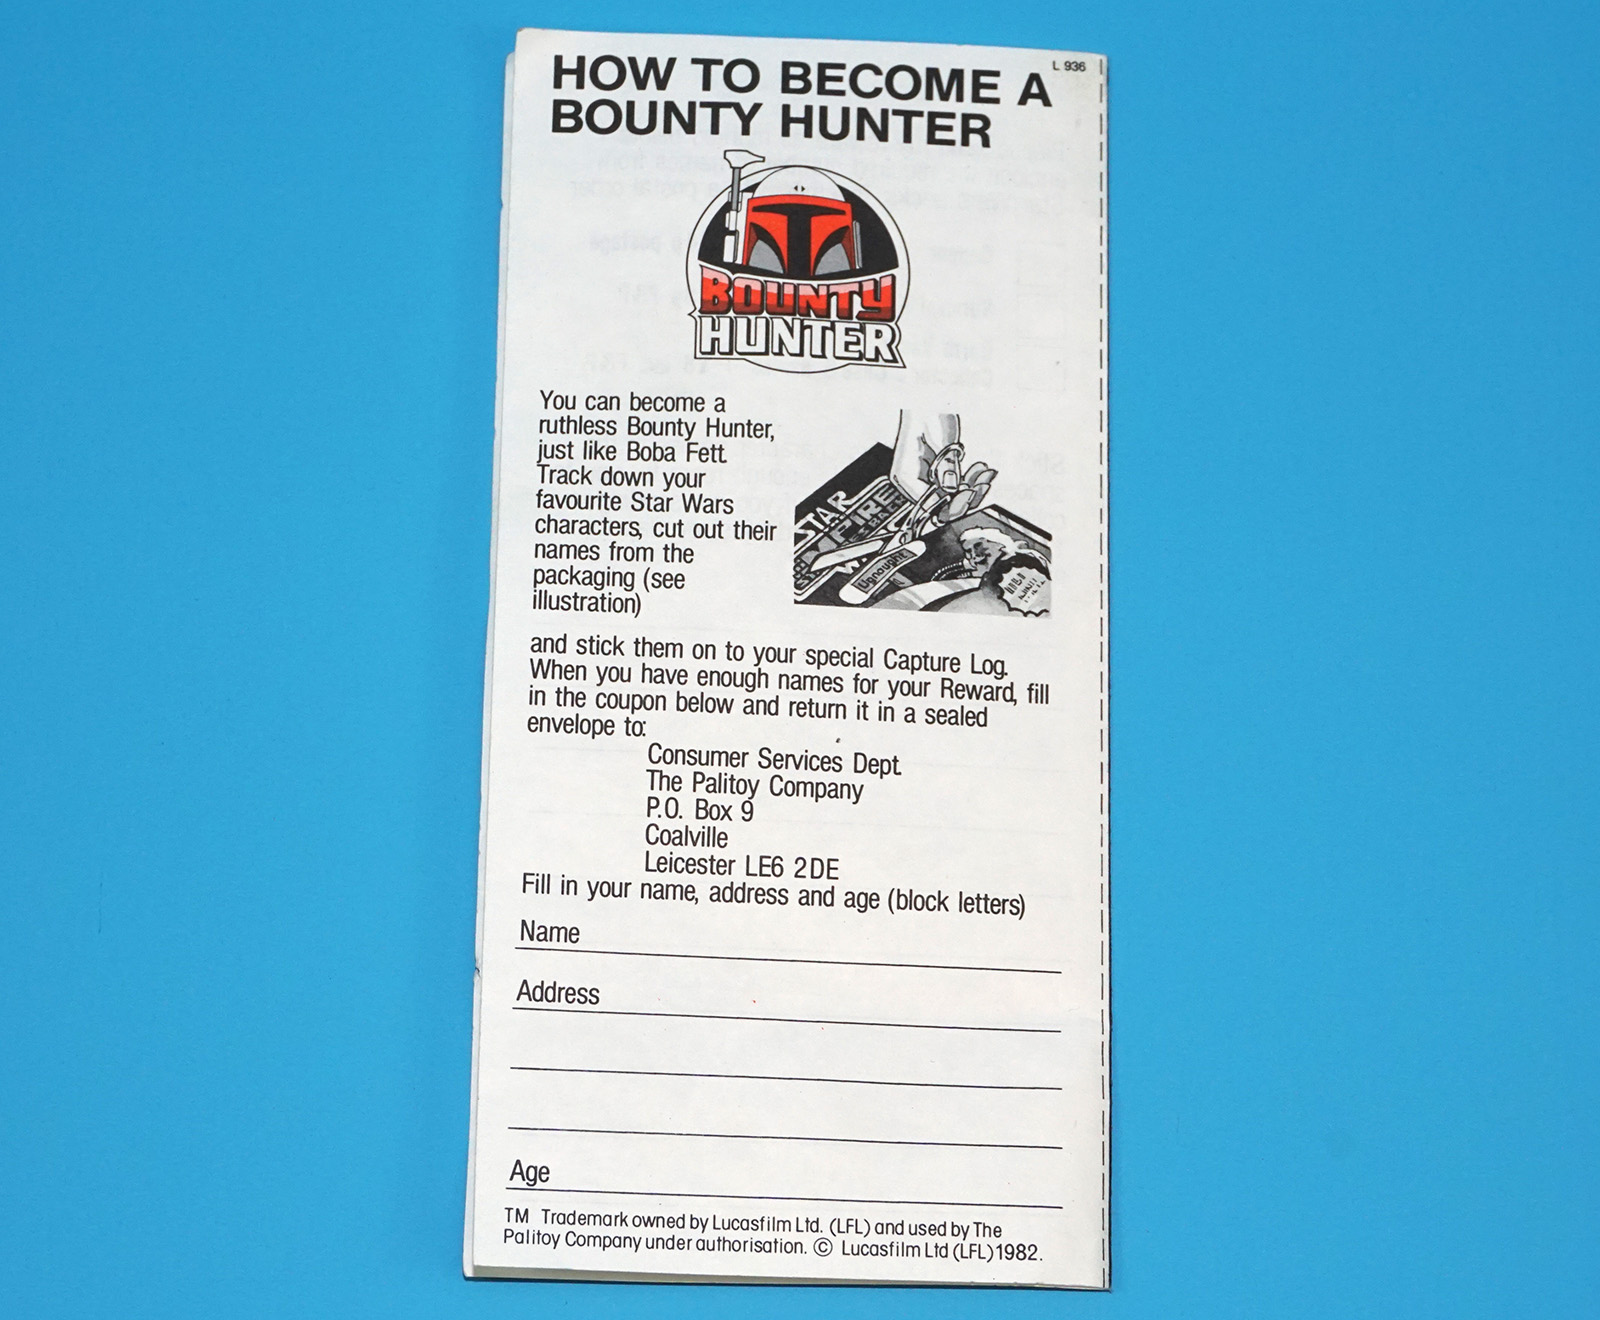 HOW TO BECOME A
BOUNTY HUNTER
L 936
BOUNTY
HUNTER
You can become a
ruthless Bounty Hunter,
just like Boba Fett.
Track down your
favourite Star Wars
characters, cut out their
names from the
packaging (see
illustration)
STAR
EMPIRE
Ugnaught
and stick them on to your special Capture Log.
When you have enough names for your Reward, fill
in the coupon below and return it in a sealed
envelope to:
Consumer Services Dept.
The Palitoy Company
P.O. Box 9
Coalville
Leicester LE6 2DE
Fill in your name, address and age (block letters)
Name
Address
Age
TM Trademark owned by Lucasfilm Ltd. (LFL) and used by The
Palitoy Company under authorisation. © Lucasfilm Ltd (LFL) 1982.